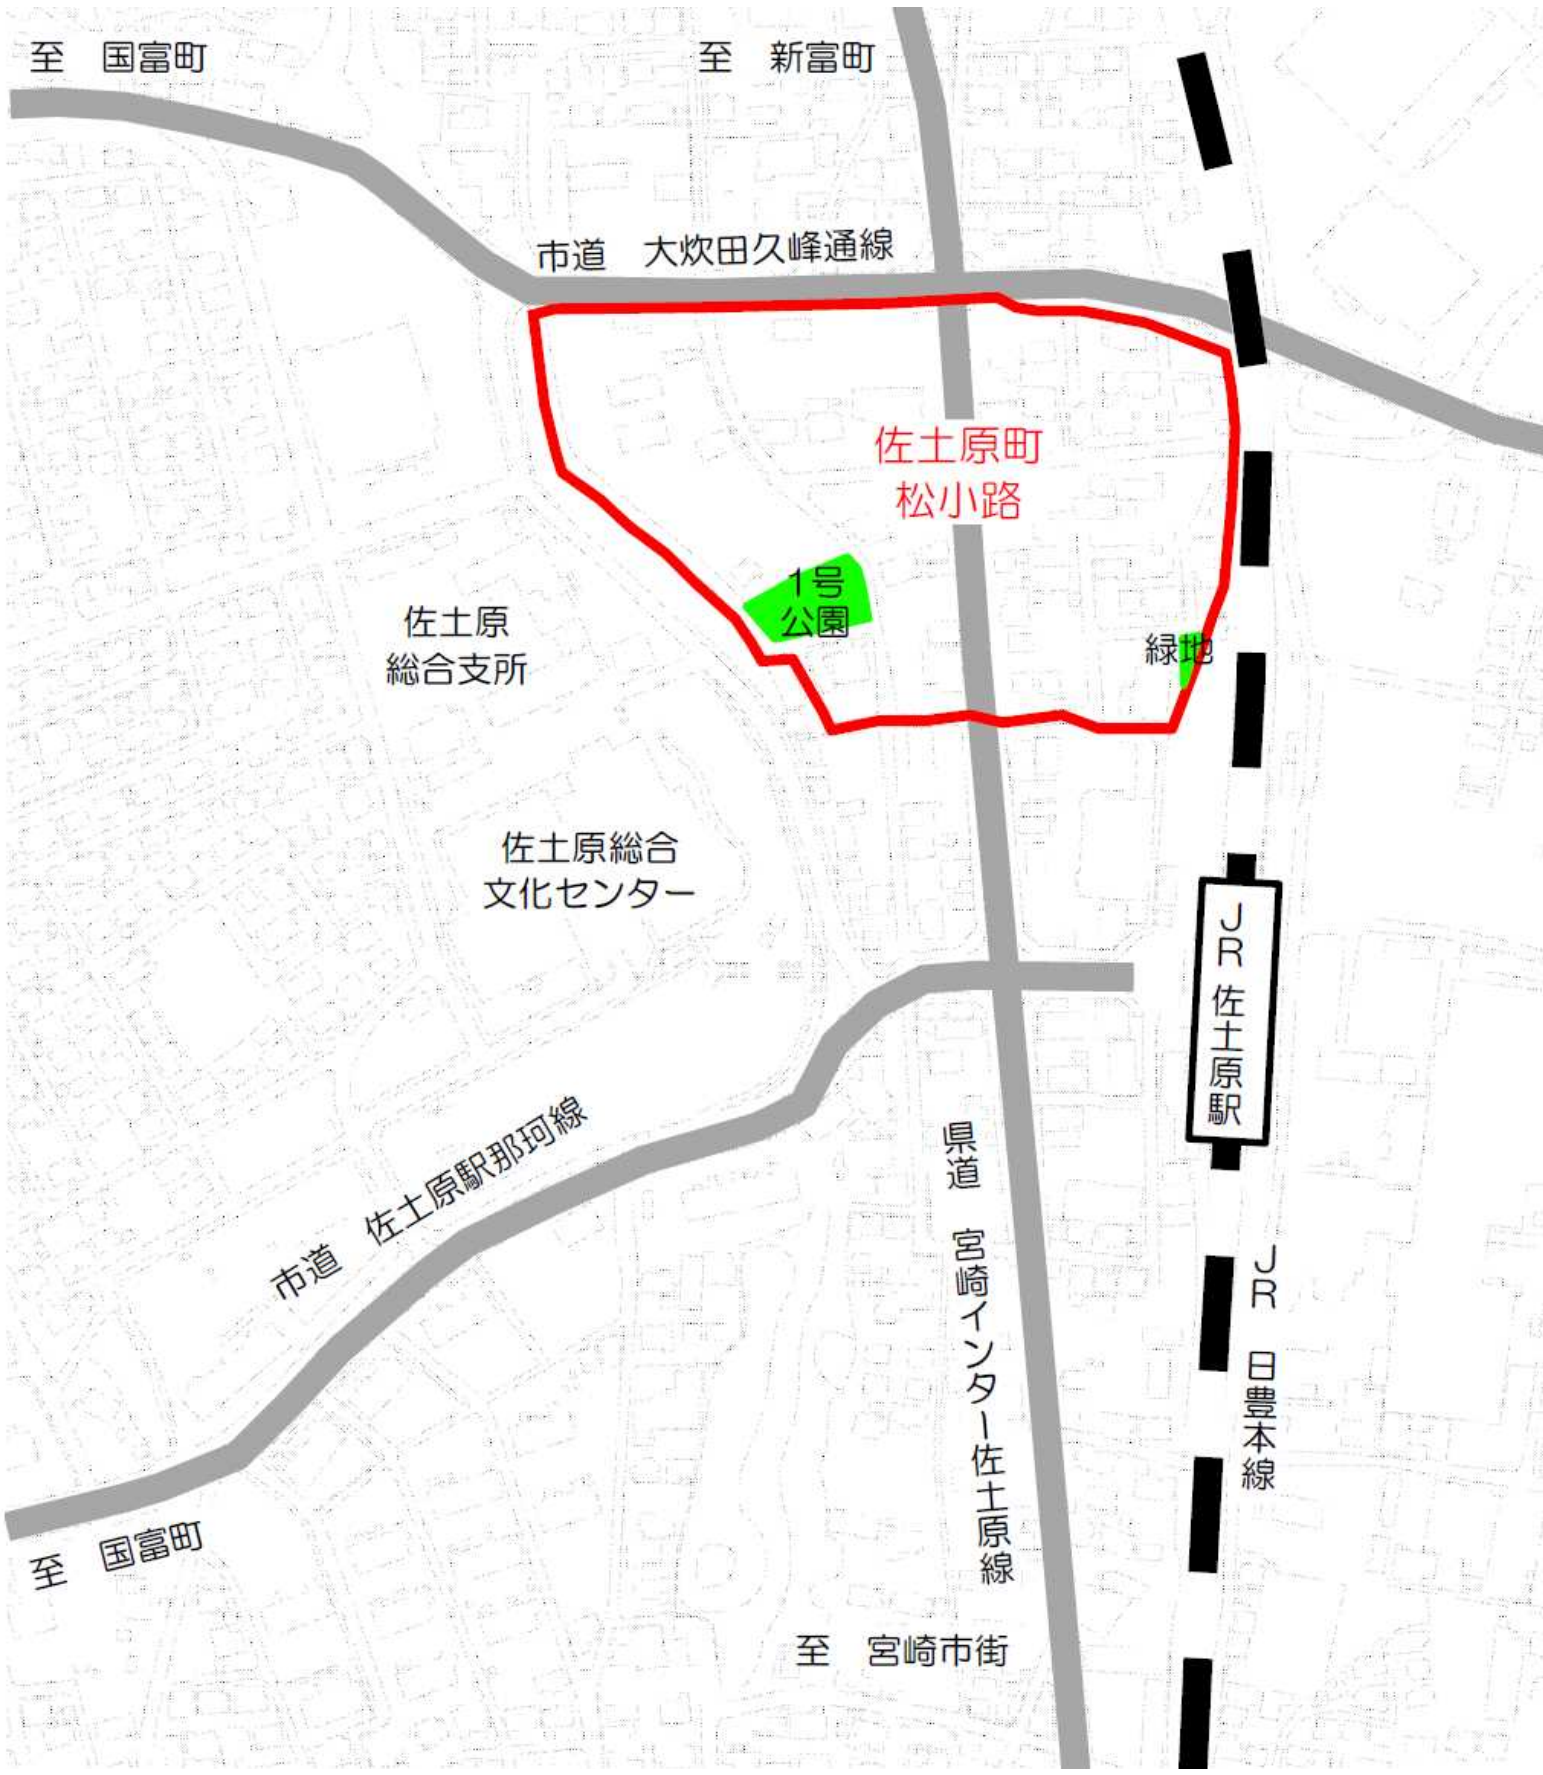 至 国富町
至 新富町
市道 大炊田久峰通線
佐土原町
松小路
1号
公園
緑地
佐土原
総合支所
佐土原総合
文化センター
JR 佐土原駅
市道 佐土原駅那珂線
県道 宮崎インター佐土原線
JR 日豊本線
至 国富町
至 宮崎市街